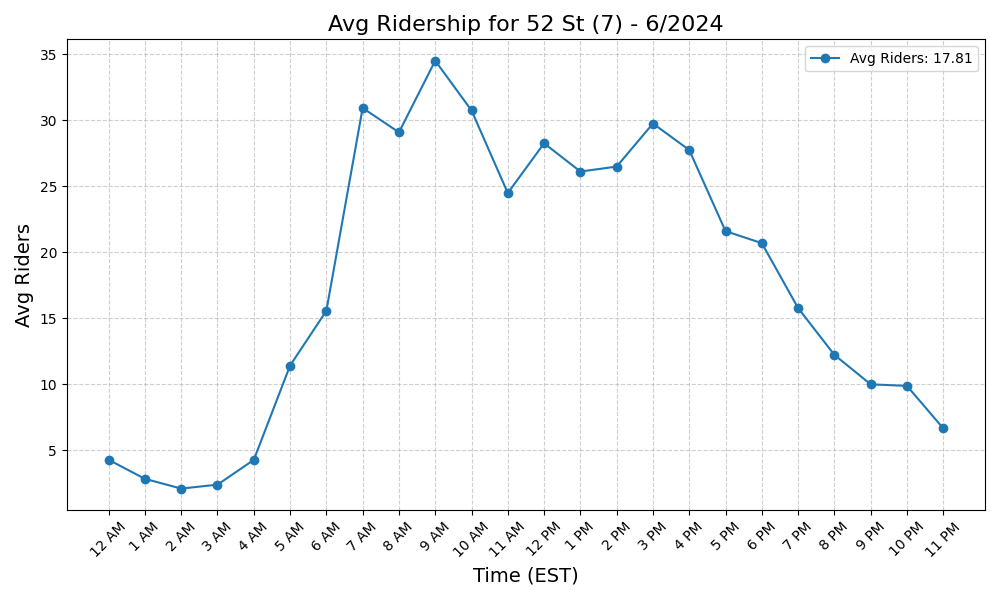 Avg Ridership for 52 St (7) - 6/2024
Avg Riders: 17.81
Avg Riders
35
30
25
20
15
10
5
12 AM
1 AM
2 AM
3 AM
4 AM
5 AM
6 AM
7 AM
8 AM
9 AM
10 AM
11 AM
12 PM
1 PM
2 PM
3 PM
4 PM
5 PM
6 PM
7 PM
8 PM
9 PM
10 PM
11 PM
Time (EST)